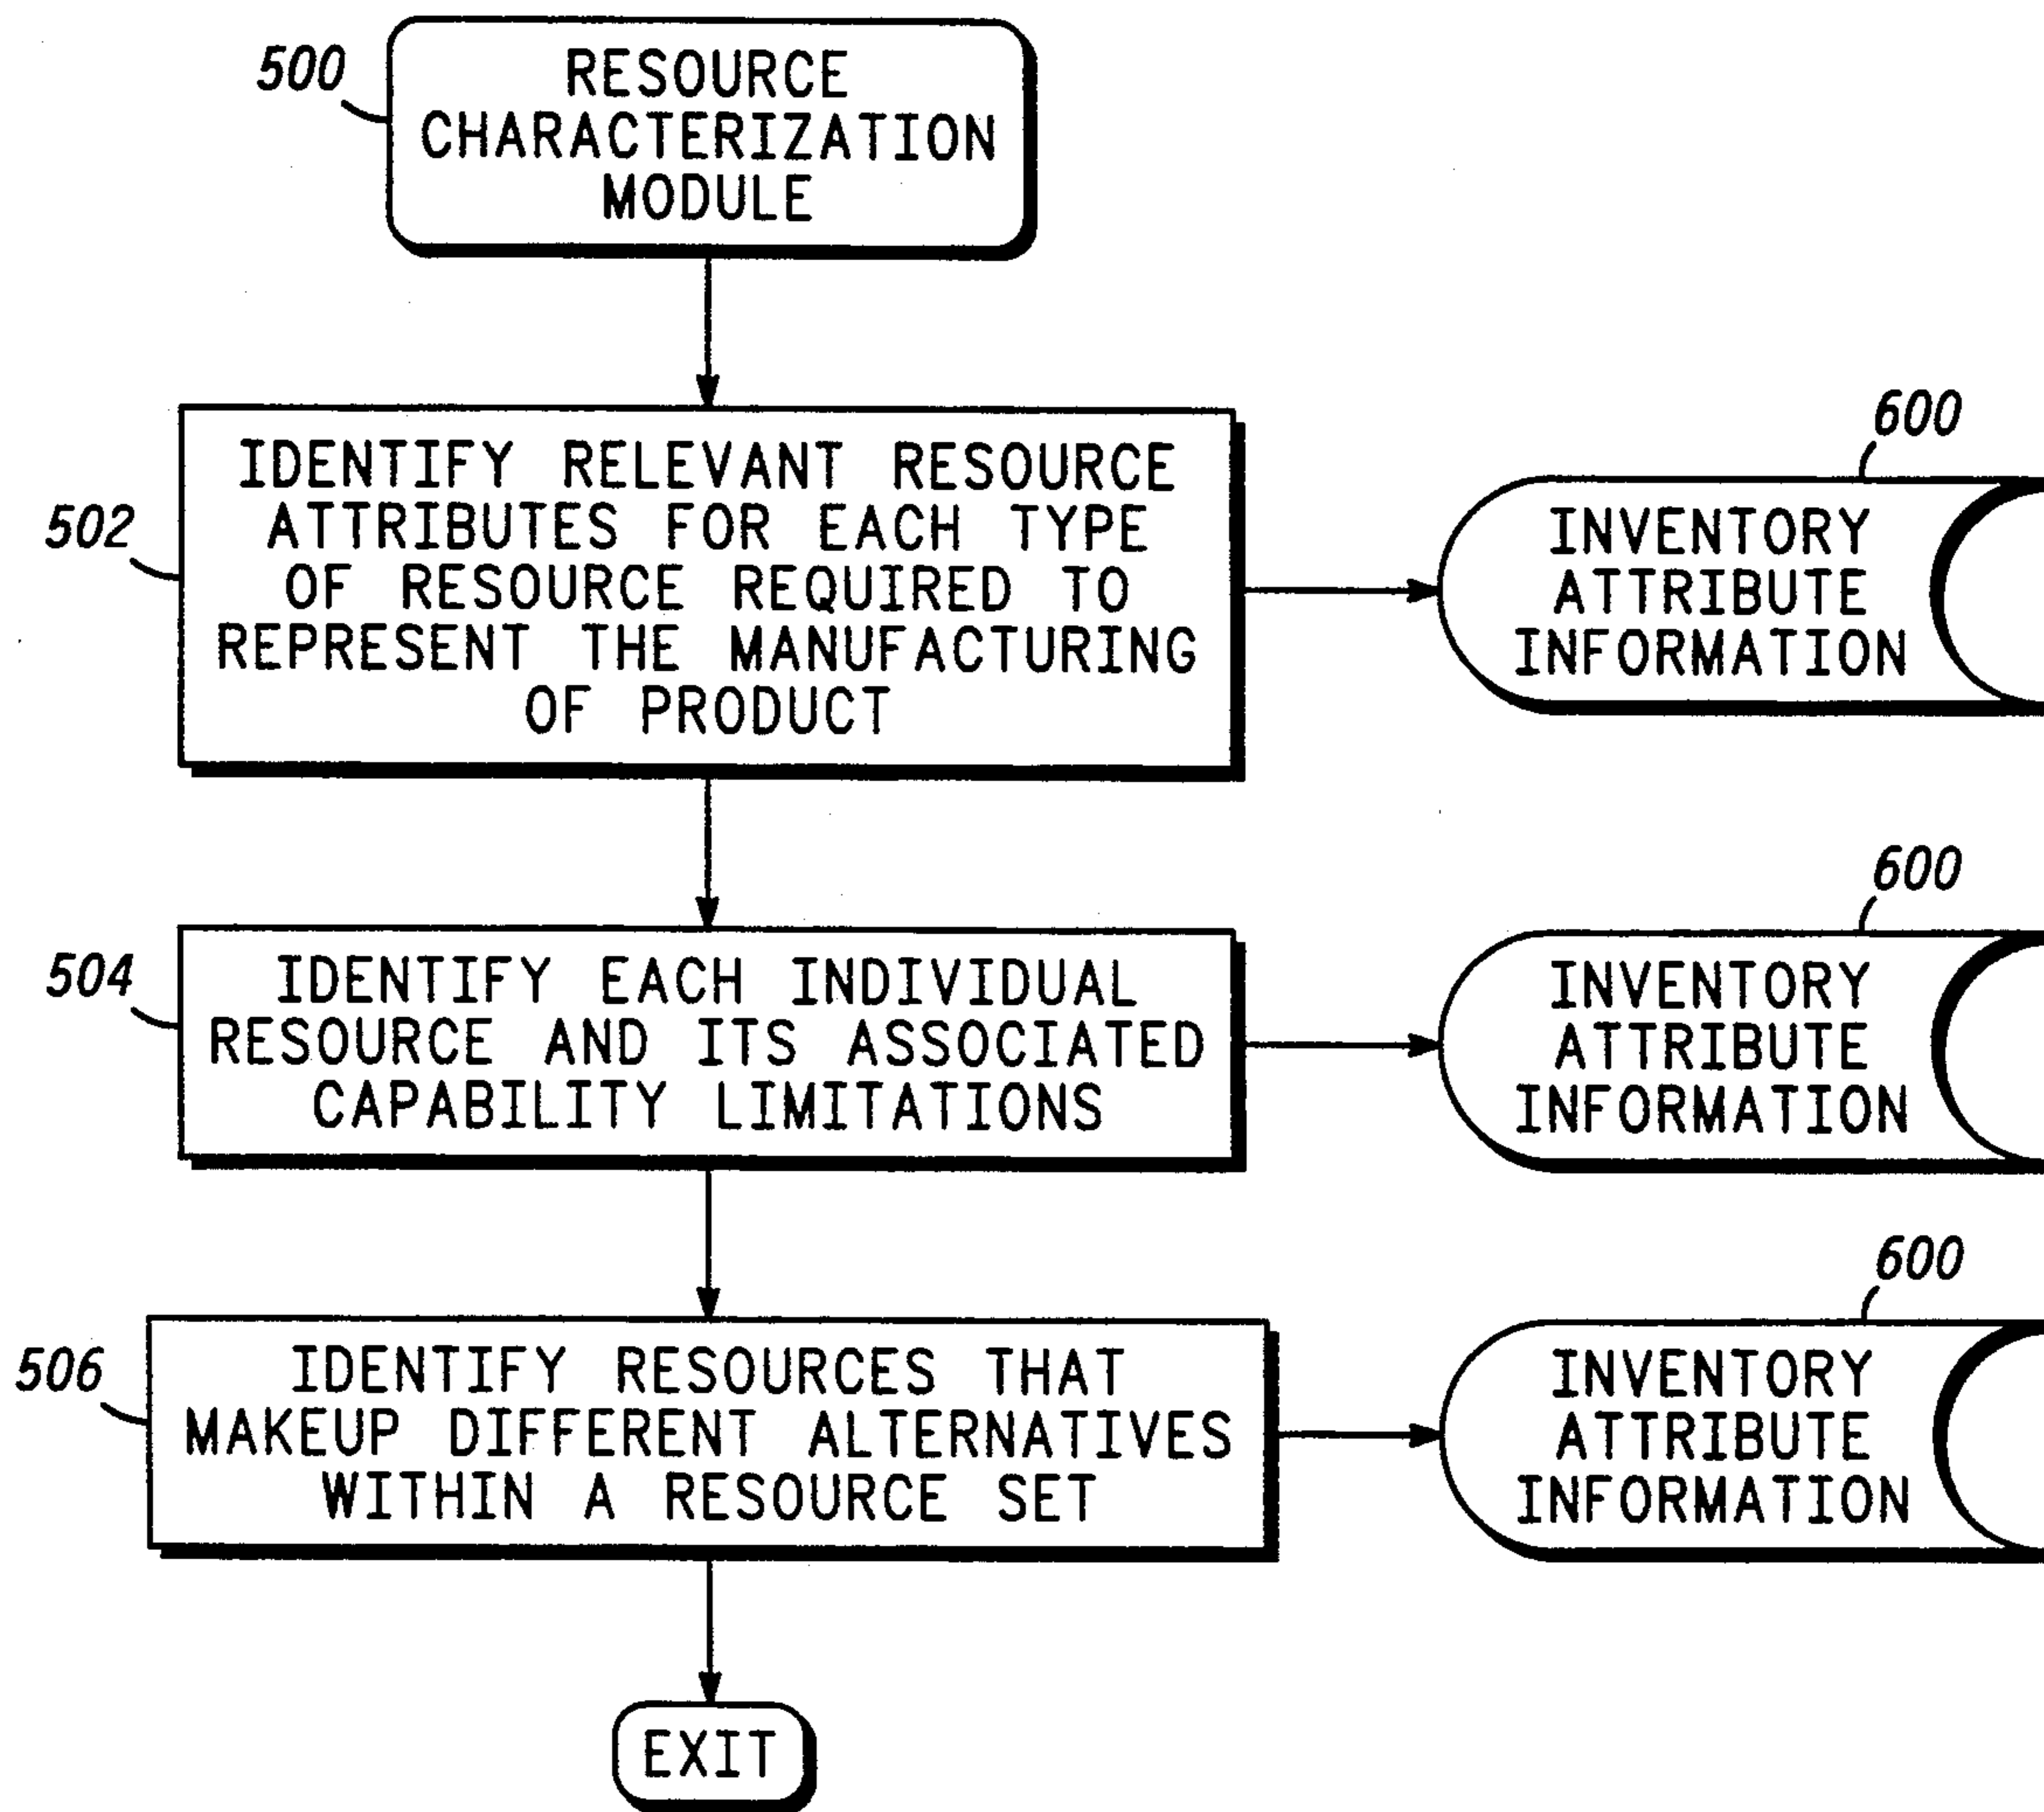 500
RESOURCE
CHARACTERIZATION
MODULE
502
IDENTIFY RELEVANT RESOURCE
ATTRIBUTES FOR EACH TYPE
OF RESOURCE REQUIRED TO
REPRESENT THE MANUFACTURING
OF PRODUCT
600
INVENTORY
ATTRIBUTE
INFORMATION
504
IDENTIFY EACH INDIVIDUAL
RESOURCE AND ITS ASSOCIATED
CAPABILITY LIMITATIONS
600
INVENTORY
ATTRIBUTE
INFORMATION
506
IDENTIFY RESOURCES THAT
MAKEUP DIFFERENT ALTERNATIVES
WITHIN A RESOURCE SET
600
INVENTORY
ATTRIBUTE
INFORMATION
EXIT